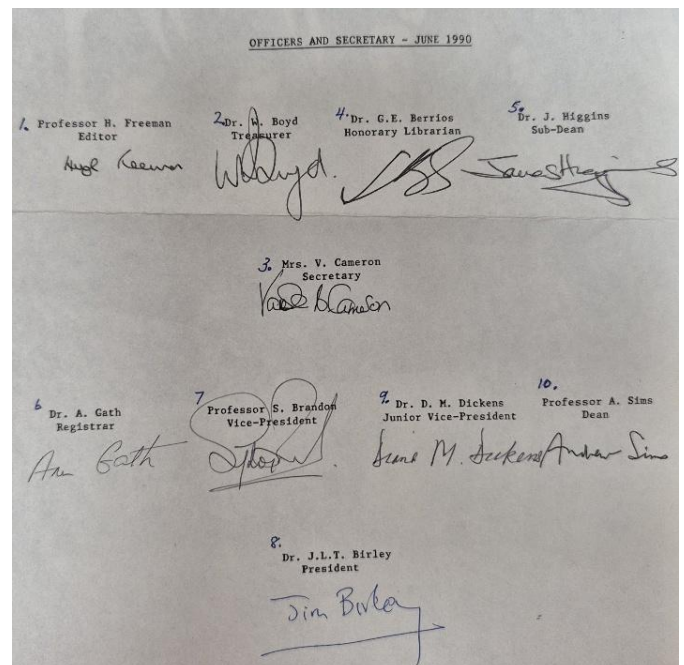 OFFICERS AND SECRETARY - JUNE 1990
1. Professor H. Freeman
Editor
Hugh Freeman
2. Dr. W. Boyd
Treasurer
W Boyd.
4. Dr. G.E. Berrios
Honorary Librarian
5. Dr. J. Higgins
Sub-Dean
James Higgins
3. Mrs. V. Cameron
Secretary
Cameron
6 Dr. A. Gath
Registrar
Ann Gath
7 Professor S. Brandon
Vice-President
9. Dr. D. M. Dickens
Junior Vice-President
Diane M. Dickens
10. Professor A. Sims
Dean
Andrew Sims
8. Dr. J.L.T. Birley
President
Jim Birley